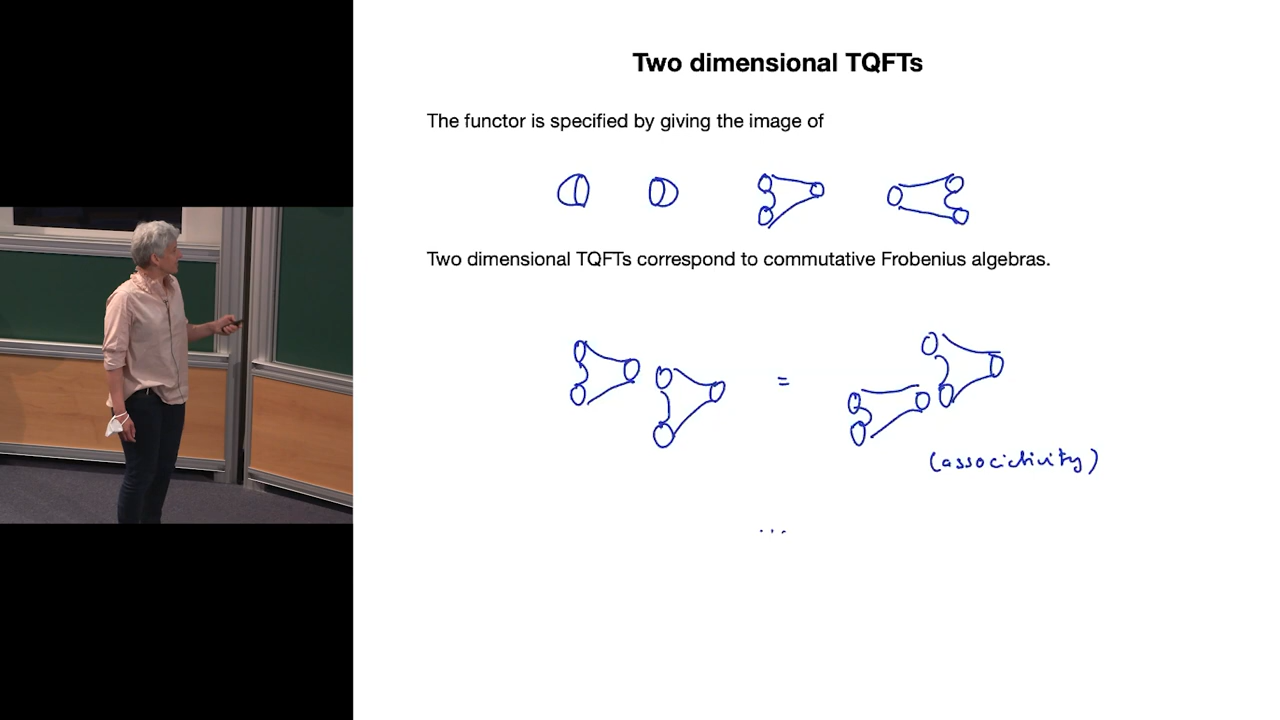 Two dimensional TQFTs
The functor is specified by giving the image of
Two dimensional TQFTs correspond to commutative Frobenius algebras.
=
(associctivity)
...